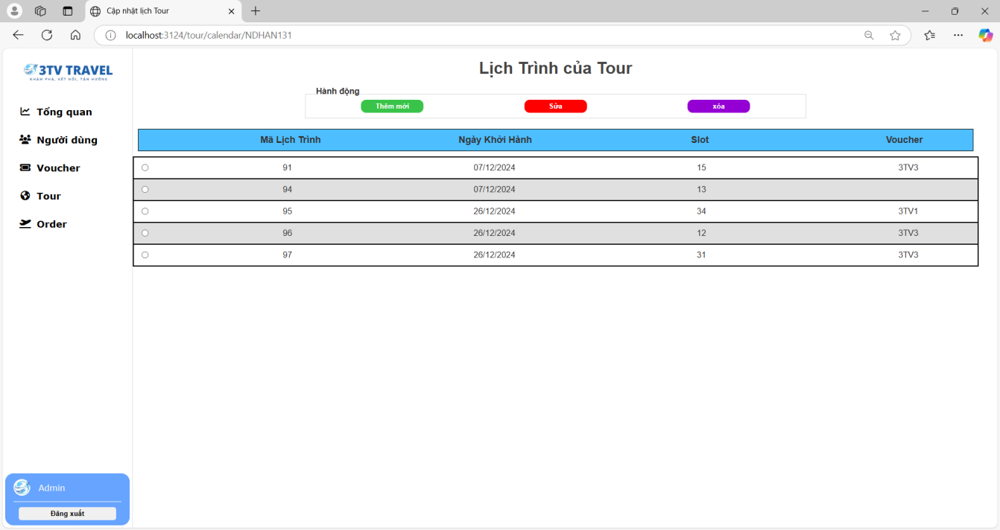 Cập nhật lịch Tour
localhost:3124/tour/calendar/NDHAN131
3TV TRAVEL
KHÁM PHÁ, KẾT NỐI, TẬN HƯỞNG
Tổng quan
Người dùng
Voucher
Tour
Order
Lịch Trình của Tour
Hành động
Thêm mới Sửa xóa
Mã Lịch Trình Ngày Khởi Hành Slot Voucher
91 07/12/2024 15 3TV3
94 07/12/2024 13
95 26/12/2024 34 3TV1
96 26/12/2024 12 3TV3
97 26/12/2024 31 3TV3
Admin
Đăng xuất